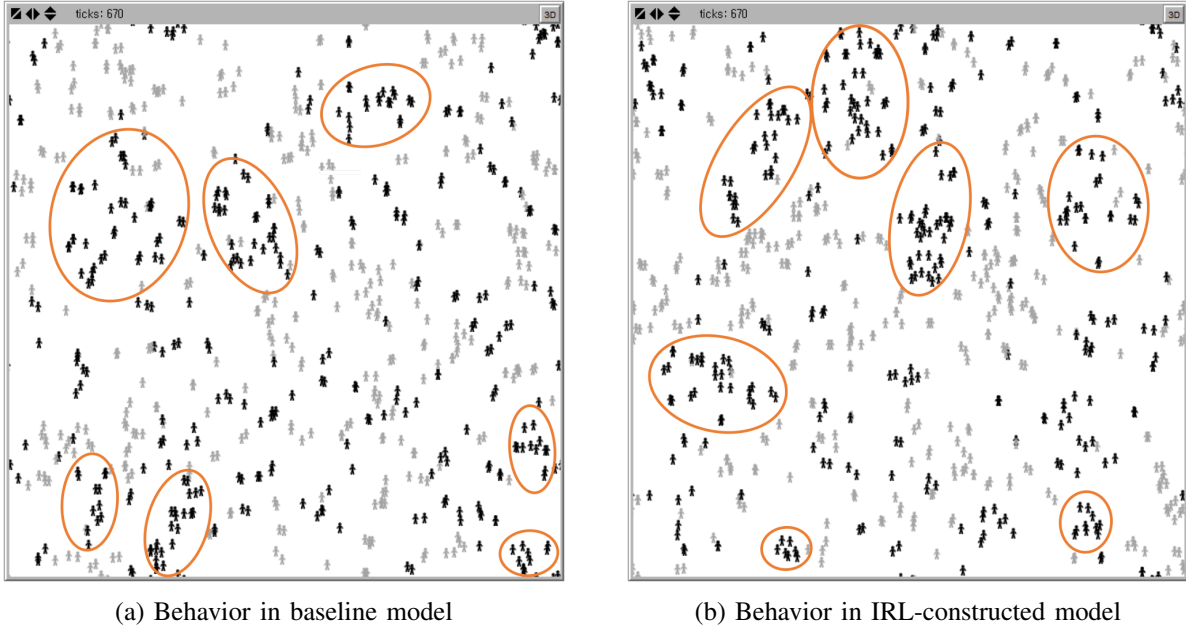 ticks: 670
3D
ticks: 670
3D
(a) Behavior in baseline model
(b) Behavior in IRL-constructed model